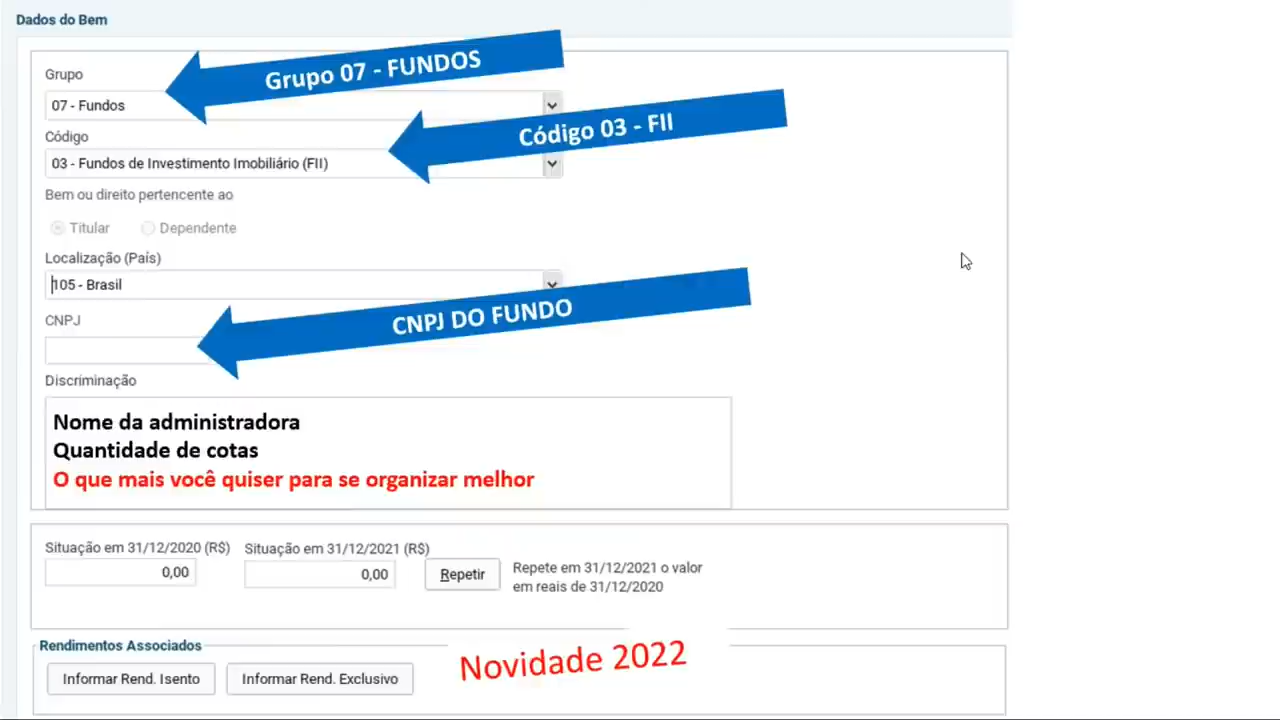 Dados do Bem
Grupo
Grupo 07 - FUNDOS
07 - Fundos
Código
Código 03 - FII
03 - Fundos de Investimento Imobiliário (FII)
Bem ou direito pertencente ao
Titular
Dependente
Localização (País)
105 - Brasil
CNPJ
CNPJ DO FUNDO
Discriminação
Nome da administradora
Quantidade de cotas
O que mais você quiser para se organizar melhor
Situação em 31/12/2020 (R$)
Situação em 31/12/2021 (R$)
0,00
0,00
Repetir
Repete em 31/12/2021 o valor
em reais de 31/12/2020
Rendimentos Associados
Novidade 2022
Informar Rend. Isento
Informar Rend. Exclusivo